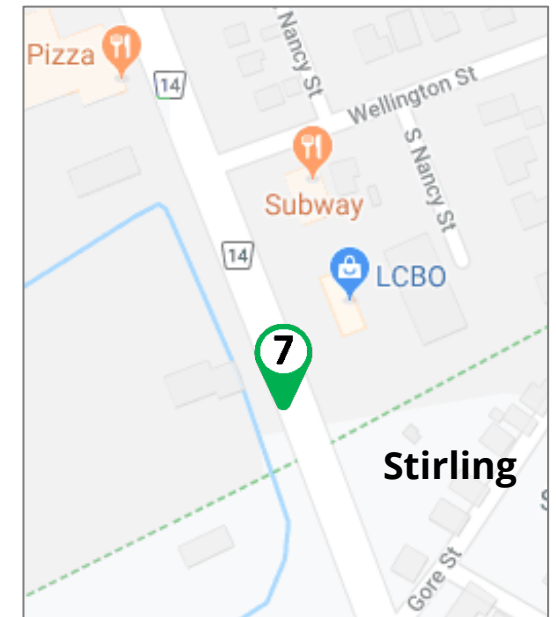 Pizza
14
Nancy St
Wellington St
S Nancy St
Subway
14
LCBO
7
Stirling
Gore St